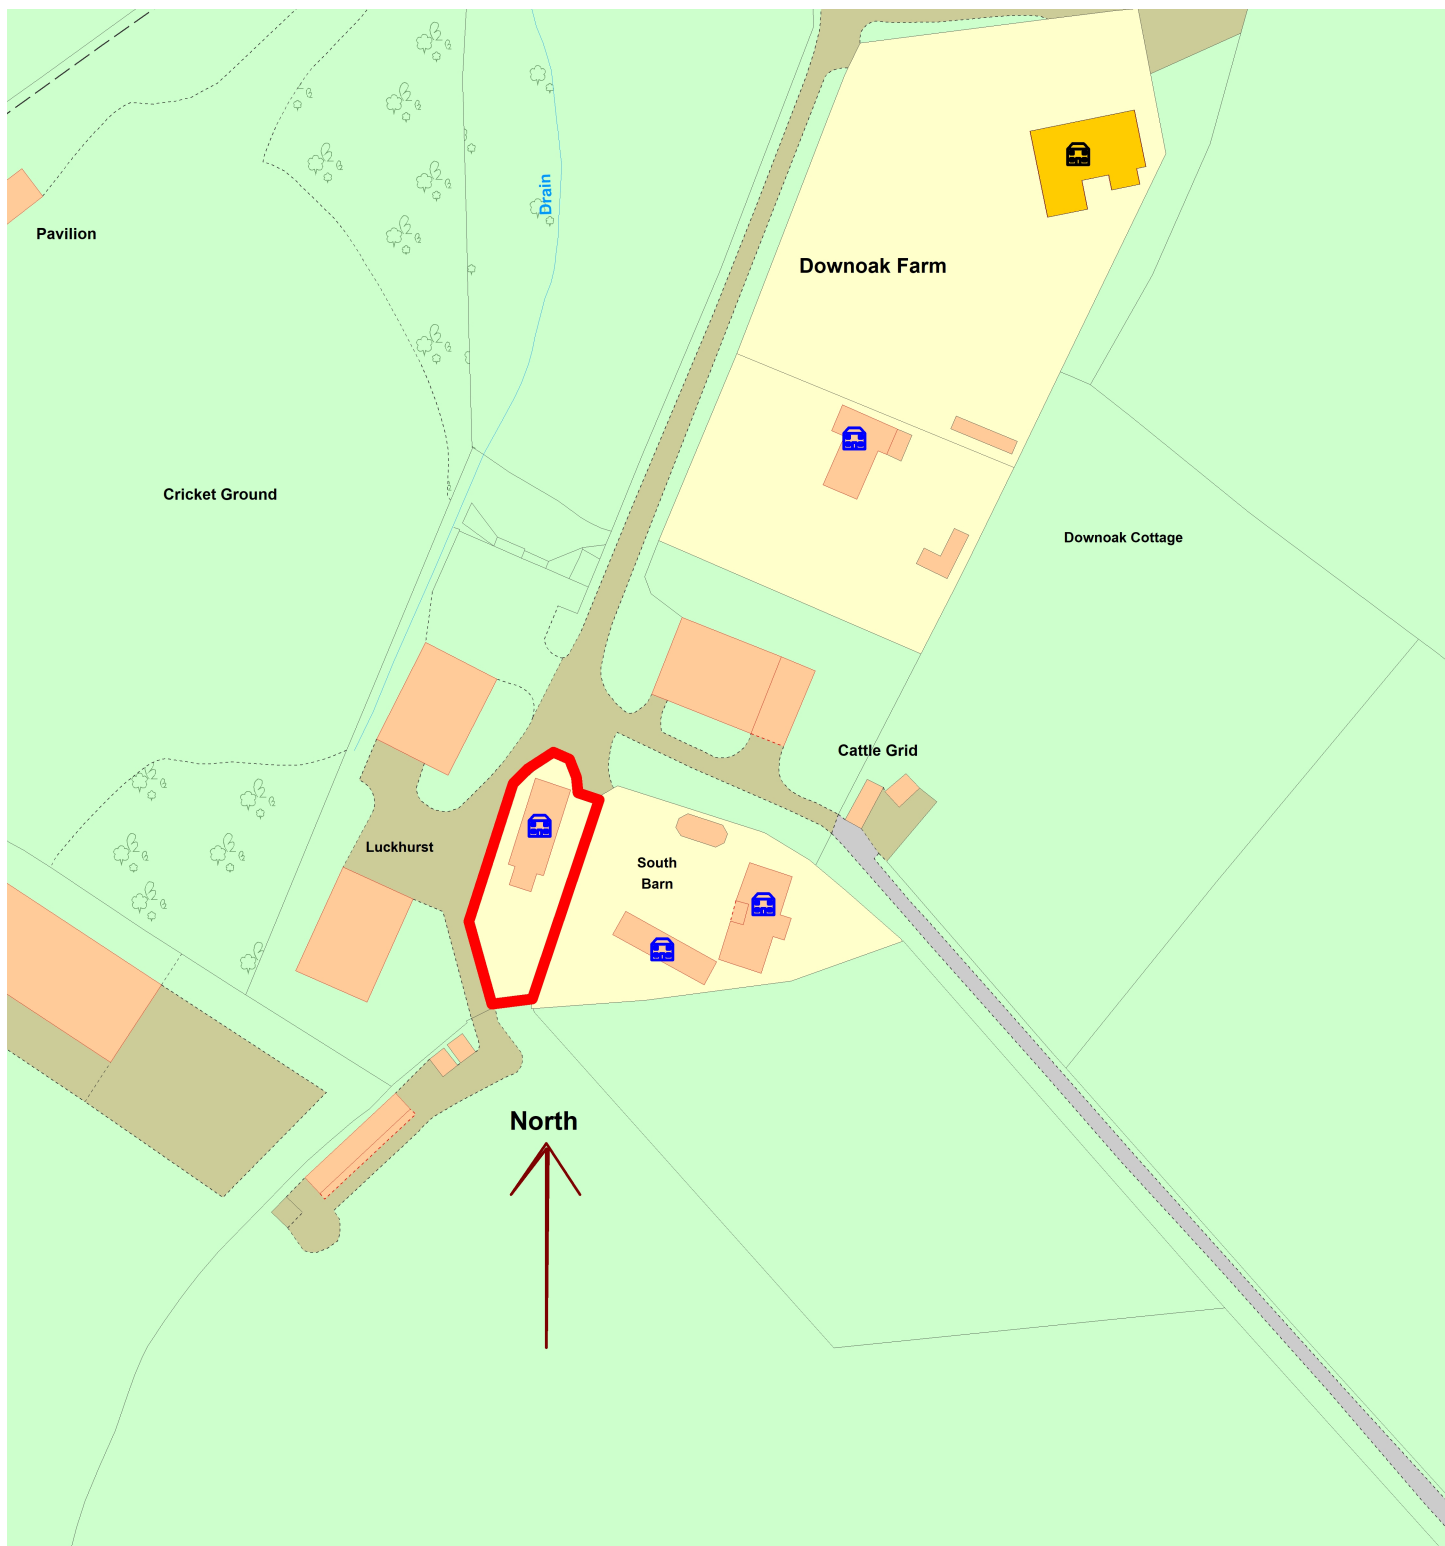 Drain
Pavilion
Downoak Farm
Cricket Ground
Downoak Cottage
Cattle Grid
Luckhurst
South
Barn
North